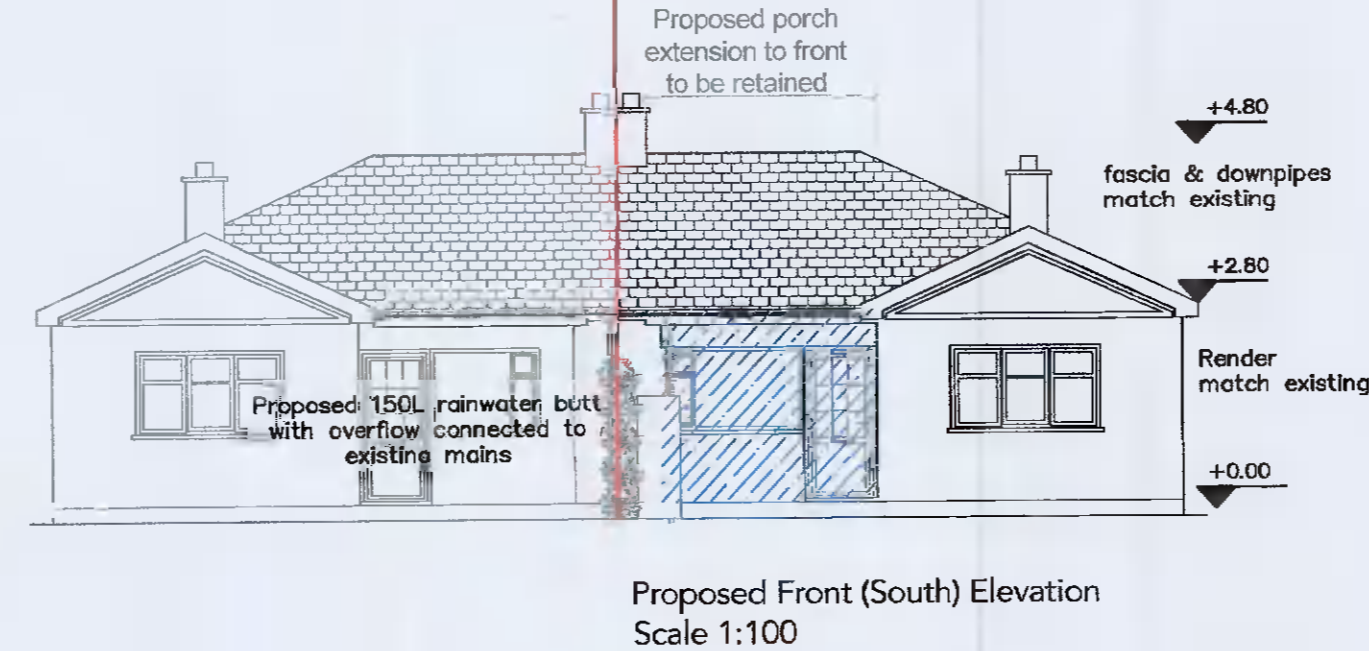 Proposed porch
extension to front
to be retained
+4.80
fascia & downpipes
match existing
+2.80
Render
match existing
Proposed 150L rainwater butt
with overflow connected to
existing mains
+0.00
Proposed Front (South) Elevation
Scale 1:100